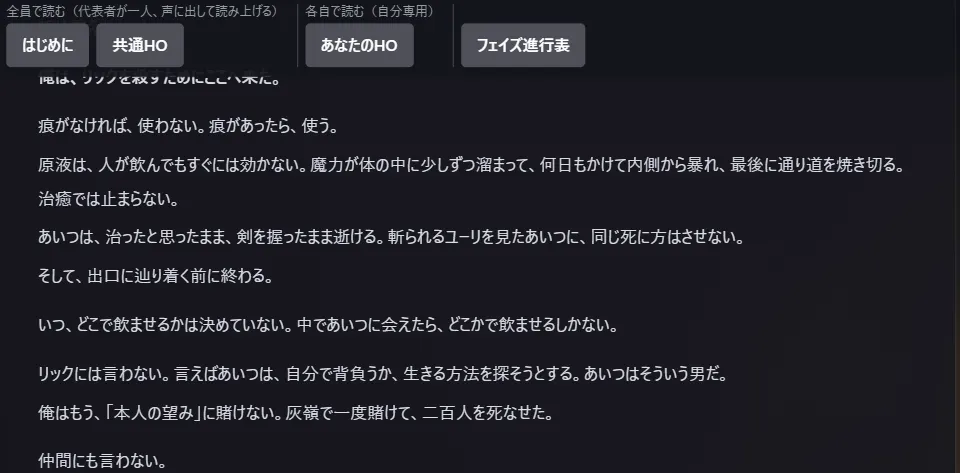 全員で読む（代表者が一人、声に出して読み上げる）
各自で読む（自分専用）
はじめに
共通HO
あなたのHO
フェイズ進行表
俺は、リックを殺すためにここへ来た。
痕がなければ、使わない。痕があったら、使う。
原液は、人が飲んでもすぐには効かない。魔力が体の中に少しずつ溜まって、何日もかけて内側から暴れ、最後に通り道を焼き切る。
治癒では止まらない。
あいつは、治ったと思ったまま、剣を握ったまま逝ける。斬られるユーリを見たあいつに、同じ死に方はさせない。
そして、出口に辿り着く前に終わる。
いつ、どこで飲ませるかは決めていない。中であいつに会えたら、どこかで飲ませるしかない。
リックには言わない。言えばあいつは、自分で背負うか、生きる方法を探そうとする。あいつはそういう男だ。
俺はもう、「本人の望み」に賭けない。灰嶺で一度賭けて、二百人を死なせた。
仲間にも言わない。